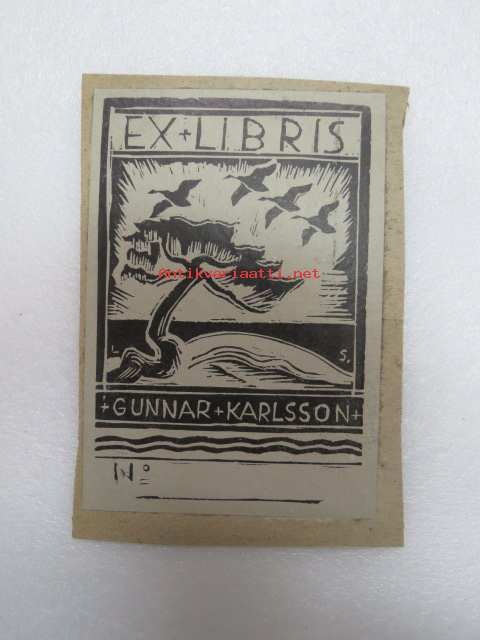 EX+LIBRIS
Antikvariaatti.net
L S.
+GUNNAR+KARLSSON+
Nº